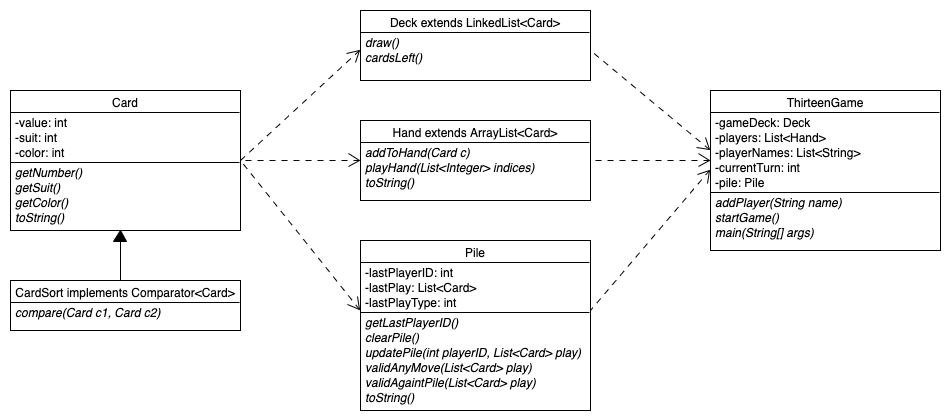 Deck extends LinkedList<Card>
draw()
cardsLeft()
Card
-value: int
-suit: int
-color: int
getNumber()
getSuit()
getColor()
toString()
Hand extends ArrayList<Card>
addToHand(Card c)
playHand(List<Integer> indices)
toString()
ThirteenGame
-gameDeck: Deck
-players: List<Hand>
-playerNames: List<String>
-currentTurn: int
-pile: Pile
addPlayer(String name)
startGame()
main(String[] args)
CardSort implements Comparator<Card>
compare(Card c1, Card c2)
Pile
-lastPlayerID: int
-lastPlay: List<Card>
-lastPlayType: int
getLastPlayerID()
clearPile()
updatePile(int playerID, List<Card> play)
validAnyMove(List<Card> play)
validAgaintPile(List<Card> play)
toString()